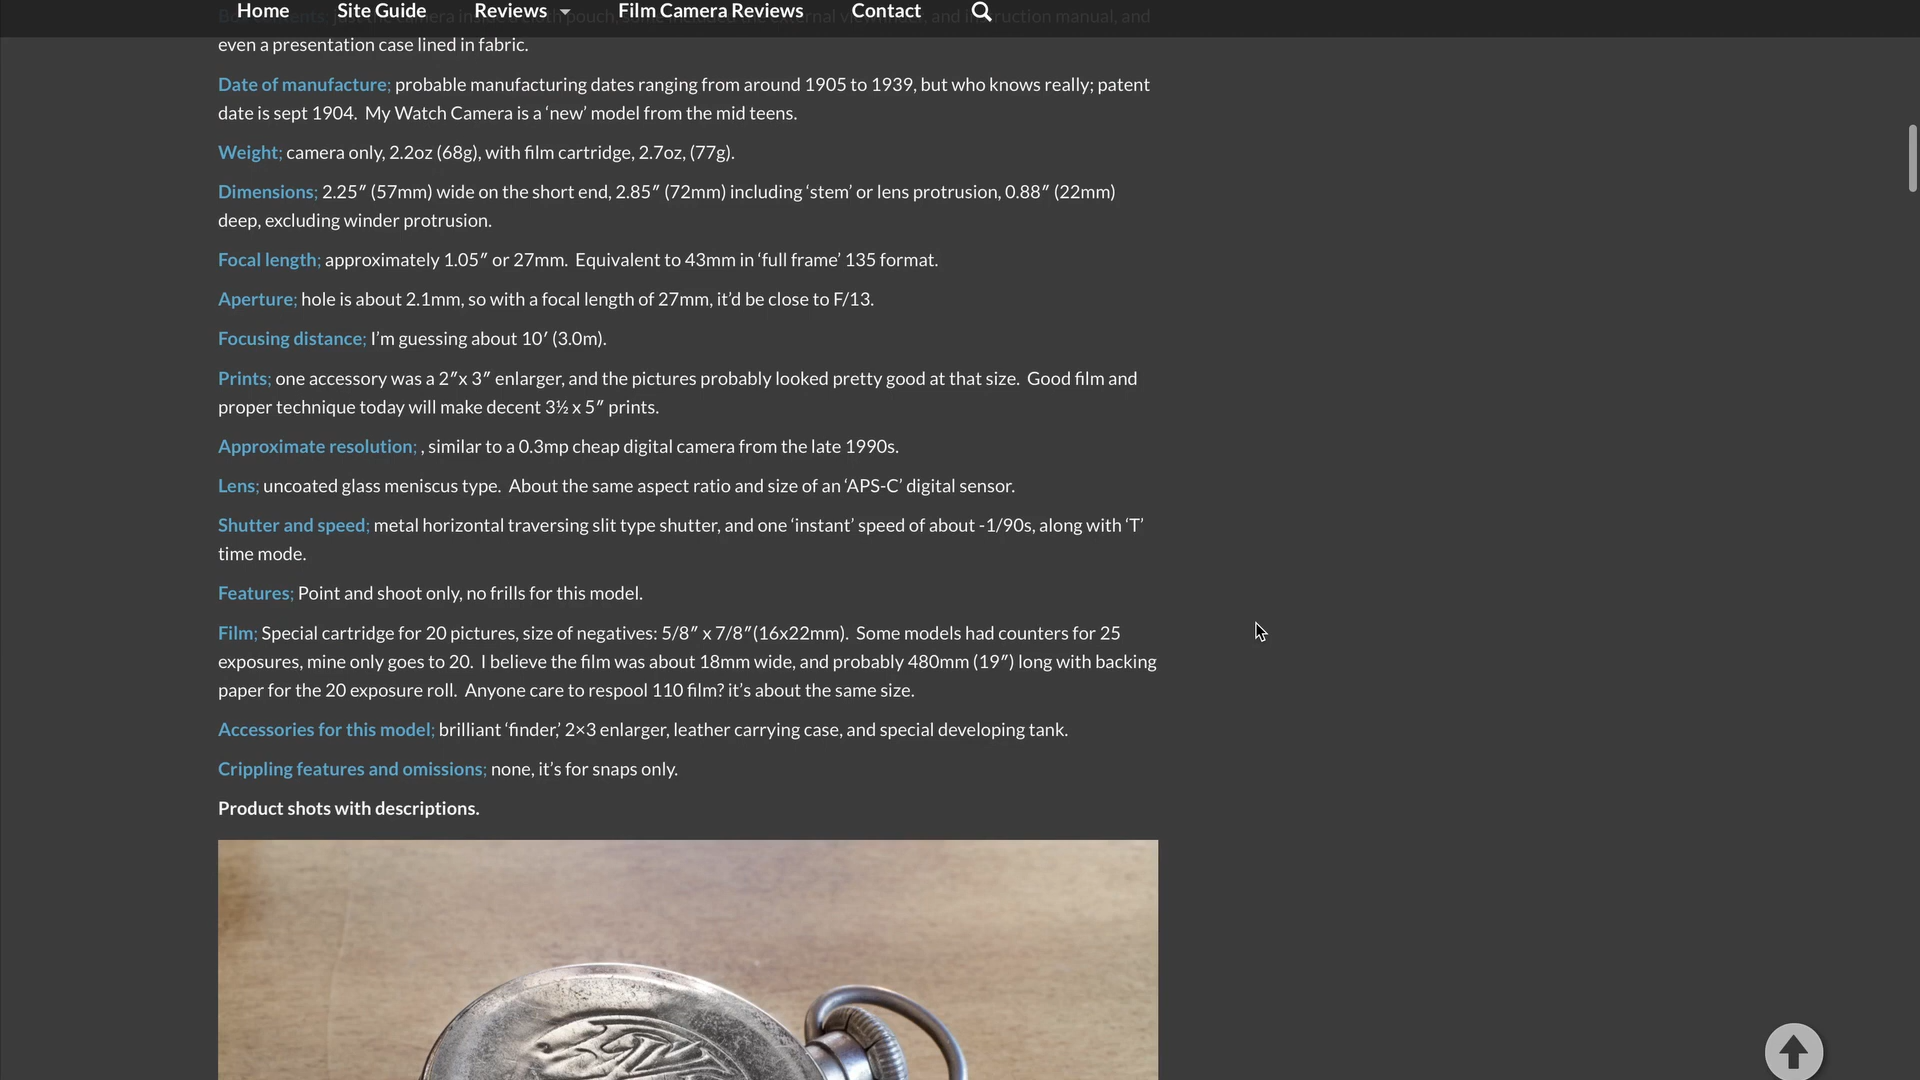 Home Site Guide Reviews Film Camera Reviews Contact
even a presentation case lined in fabric.
Date of manufacture; probable manufacturing dates ranging from around 1905 to 1939, but who knows really; patent
date is sept 1904.  My Watch Camera is a ‘new’ model from the mid teens.
Weight; camera only, 2.2oz (68g), with film cartridge, 2.7oz, (77g).
Dimensions; 2.25″ (57mm) wide on the short end, 2.85″ (72mm) including ‘stem’ or lens protrusion, 0.88″ (22mm)
deep, excluding winder protrusion.
Focal length; approximately 1.05″ or 27mm.  Equivalent to 43mm in ‘full frame’ 135 format.
Aperture; hole is about 2.1mm, so with a focal length of 27mm, it’d be close to F/13.
Focusing distance; I’m guessing about 10′ (3.0m).
Prints; one accessory was a 2″x 3″ enlarger, and the pictures probably looked pretty good at that size.  Good film and
proper technique today will make decent 3½ x 5″ prints.
Approximate resolution; , similar to a 0.3mp cheap digital camera from the late 1990s.
Lens; uncoated glass meniscus type.  About the same aspect ratio and size of an ‘APS-C’ digital sensor.
Shutter and speed; metal horizontal traversing slit type shutter, and one ‘instant’ speed of about -1/90s, along with ‘T’
time mode.
Features; Point and shoot only, no frills for this model.
Film; Special cartridge for 20 pictures, size of negatives: 5/8″ x 7/8″(16x22mm).  Some models had counters for 25
exposures, mine only goes to 20.  I believe the film was about 18mm wide, and probably 480mm (19″) long with backing
paper for the 20 exposure roll.  Anyone care to respool 110 film? it’s about the same size.
Accessories for this model; brilliant ‘finder,’ 2×3 enlarger, leather carrying case, and special developing tank.
Crippling features and omissions; none, it’s for snaps only.
Product shots with descriptions.